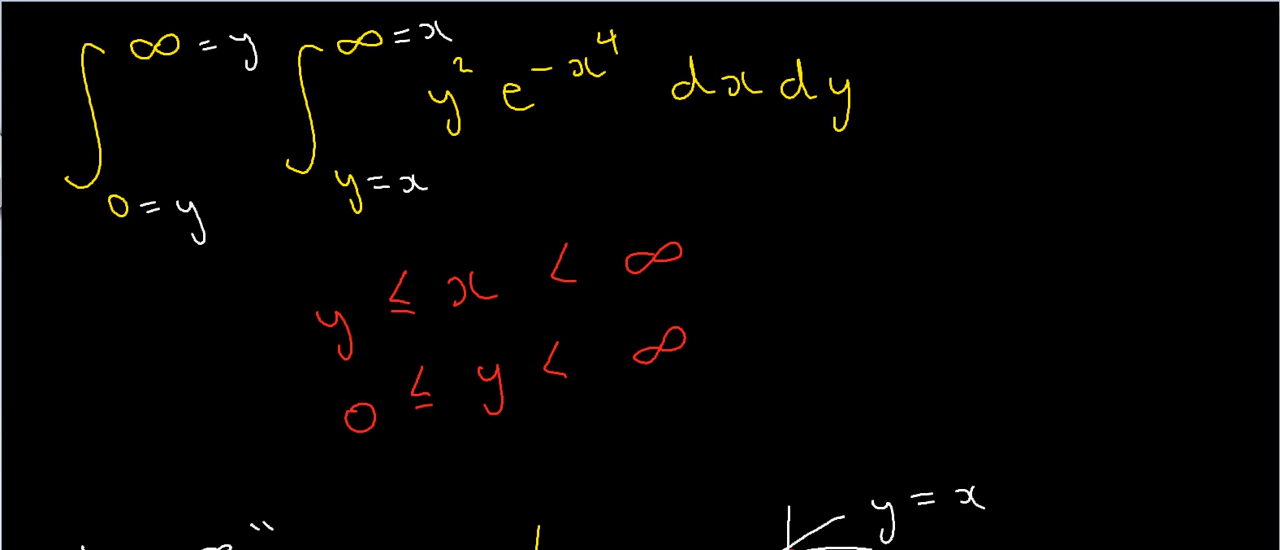 ∫₀₌y^∞=y ∫y=x^∞=x y² e^-x⁴ dx dy
y ≤ x < ∞
0 ≤ y < ∞
y = x